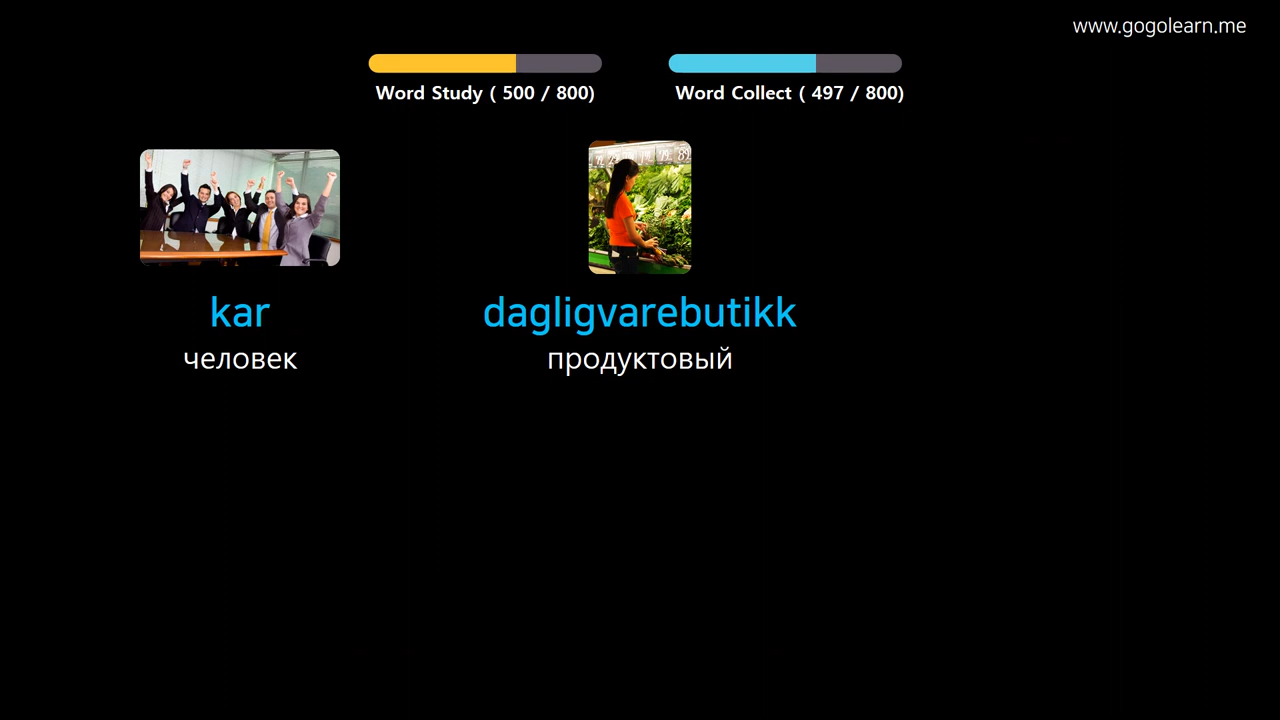 www.gogolearn.me
Word Study ( 500 / 800)
Word Collect ( 497 / 800)
kar
dagligvarebutikk
человек
продуктовый